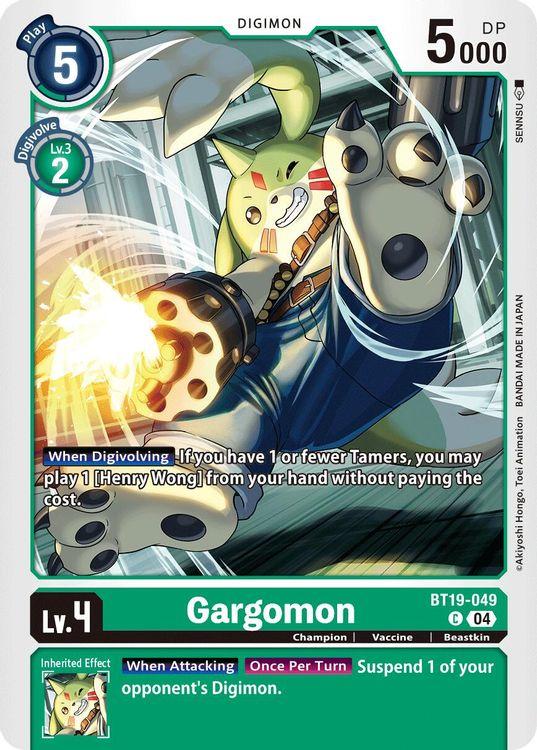 DIGIMON
Play
5
DP
5000
Digivolve
Lv.3
2
SENNSU
BANDAI MADE IN JAPAN
©Akiyoshi Hongo, Toei Animation
When Digivolving If you have 1 or fewer Tamers, you may
play 1 [Henry Wong] from your hand without paying the
cost.
Lv.4
Gargomon
BT19-049
C 04
Champion | Vaccine | Beastkin
Inherited Effect
When Attacking Once Per Turn Suspend 1 of your
opponent's Digimon.